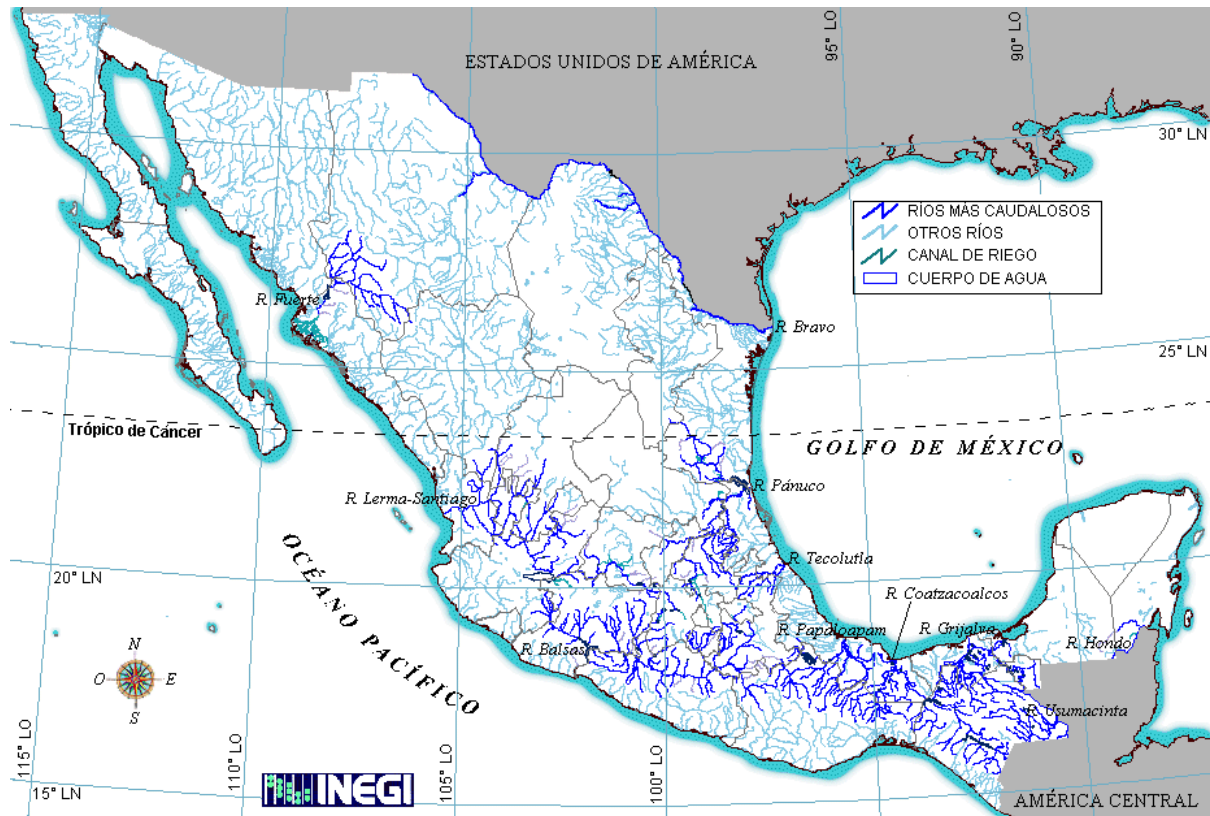 95° LO
90° LO
ESTADOS UNIDOS DE AMÉRICA
30° LN
RÍOS MÁS CAUDALOSOS
OTROS RÍOS
CANAL DE RIEGO
CUERPO DE AGUA
R. Fuerte
R. Bravo
25° LN
Trópico de Cáncer
GOLFO DE MÉXICO
R. Pánuco
R. Lerma-Santiago
R. Tecolutla
20° LN
OCÉANO PACÍFICO
R. Coatzacoalcos
R. Papaloapam
R. Grijalva
R. Balsas
R. Hondo
N
O
E
S
R. Usumacinta
115° LO
110° LO
105° LO
100° LO
15° LN
INEGI
AMÉRICA CENTRAL